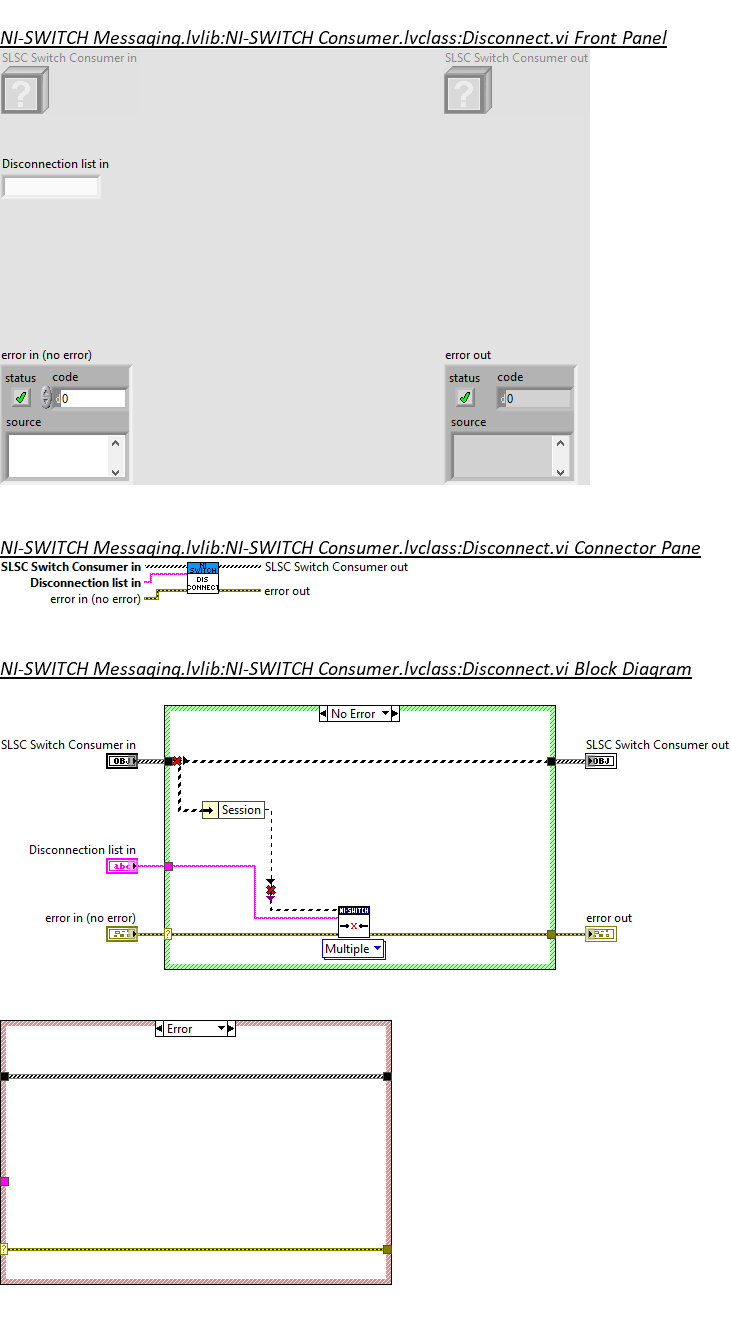 NI-SWITCH Messaging.lvlib:NI-SWITCH Consumer.lvclass:Disconnect.vi Front Panel
SLSC Switch Consumer in
SLSC Switch Consumer out
?
?
Disconnection list in
error in (no error)
error out
status
code
status
code
d
0
d
0
source
source
NI-SWITCH Messaging.lvlib:NI-SWITCH Consumer.lvclass:Disconnect.vi Connector Pane
SLSC Switch Consumer in
NI
SWITCH
SLSC Switch Consumer out
Disconnection list in
DIS
CONNECT
error in (no error)
error out
NI-SWITCH Messaging.lvlib:NI-SWITCH Consumer.lvclass:Disconnect.vi Block Diagram
No Error
SLSC Switch Consumer in
SLSC Switch Consumer out
OBJ
OBJ
Session
Disconnection list in
abc
NI-SWITCH
error in (no error)
error out
?
X
Multiple
Error
?